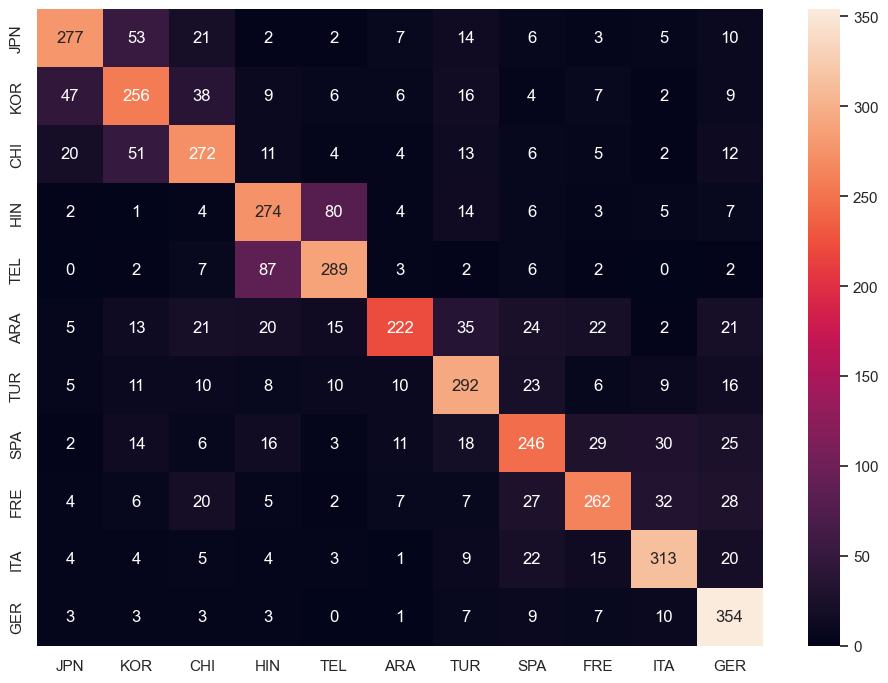 JPN 277 53 21 2 2 7 14 6 3 5 10
KOR 47 256 38 9 6 6 16 4 7 2 9
CHI 20 51 272 11 4 4 13 6 5 2 12
HIN 2 1 4 274 80 4 14 6 3 5 7
TEL 0 2 7 87 289 3 2 6 2 0 2
ARA 5 13 21 20 15 222 35 24 22 2 21
TUR 5 11 10 8 10 10 292 23 6 9 16
SPA 2 14 6 16 3 11 18 246 29 30 25
FRE 4 6 20 5 2 7 7 27 262 32 28
ITA 4 4 5 4 3 1 9 22 15 313 20
GER 3 3 3 3 0 1 7 9 7 10 354
JPN KOR CHI HIN TEL ARA TUR SPA FRE ITA GER
350
300
250
200
150
100
50
0